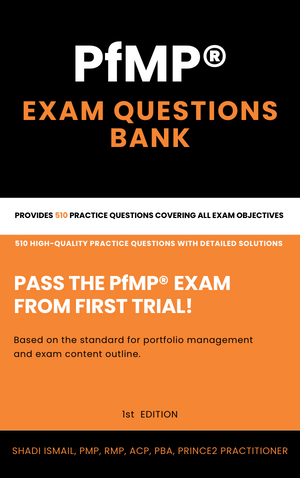 PfMP®
EXAM QUESTIONS
BANK
PROVIDES 510 PRACTICE QUESTIONS COVERING ALL EXAM OBJECTIVES
510 HIGH-QUALITY PRACTICE QUESTIONS WITH DETAILED SOLUTIONS
PASS THE PfMP® EXAM
FROM FIRST TRIAL!
Based on the standard for portfolio management
and exam content outline.
1st EDITION
SHADI ISMAIL, PMP, RMP, ACP, PBA, PRINCE2 PRACTITIONER